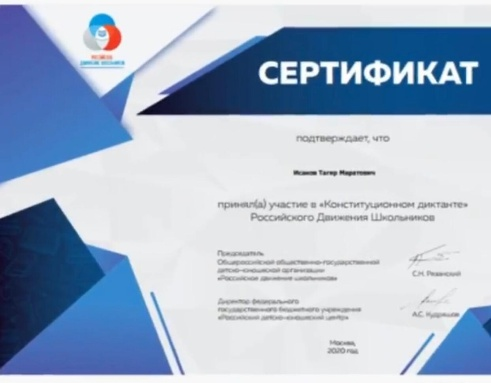 РОССИЙСКОЕ
ДВИЖЕНИЕ ШКОЛЬНИКОВ
СЕРТИФИКАТ
подтверждает, что
Исаков Тагер Маратович
принял(а) участие в «Конституционном диктанте»
Российского Движения Школьников
Председатель
Общероссийской общественно-государственной
детско-юношеской организации
«Российское движение школьников»
С.Н. Рязанский
Директор федерального
государственного бюджетного учреждения
«Российский детско-юношеский центр»
А.С. Кудряшов
Москва,
2020 год